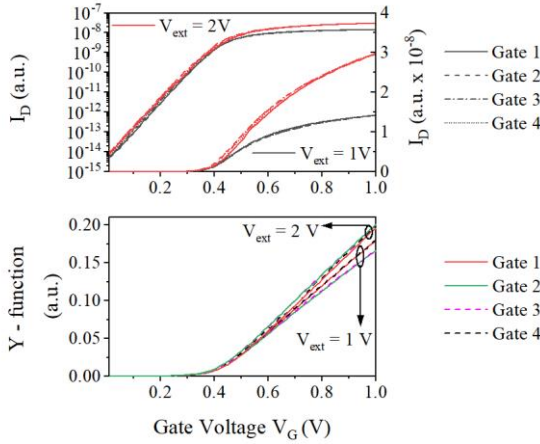 10⁻⁷
10⁻⁸
10⁻⁹
10⁻¹⁰
10⁻¹¹
10⁻¹²
10⁻¹³
10⁻¹⁴
10⁻¹⁵
I_D (a.u.)
V_ext = 2V
V_ext = 1V
4
3
2
1
0
I_D (a.u. x 10⁻⁸)
0.2 0.4 0.6 0.8 1.0
Gate 1
Gate 2
Gate 3
Gate 4
0.20
0.15
0.10
0.05
0.00
Y - function
(a.u.)
V_ext = 2 V
V_ext = 1 V
0.2 0.4 0.6 0.8 1.0
Gate Voltage V_G (V)
Gate 1
Gate 2
Gate 3
Gate 4